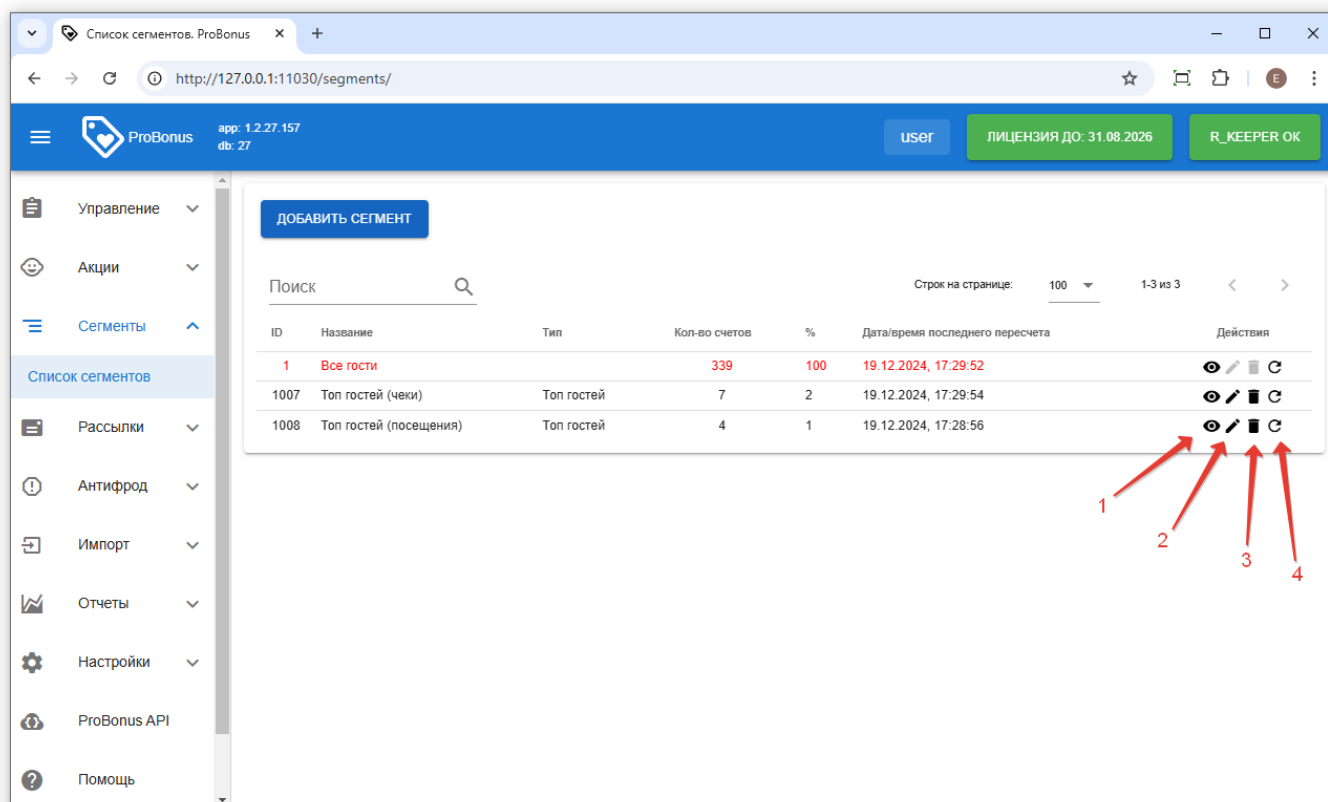 Список сегментов. ProBonus
http://127.0.0.1:11030/segments/
E
ProBonus
app: 1.2.27.157
db: 27
user
ЛИЦЕНЗИЯ ДО: 31.08.2026
R_KEEPER OK
Управление
Акции
Сегменты
Список сегментов
Рассылки
Антифрод
Импорт
Отчеты
Настройки
ProBonus API
Помощь
ДОБАВИТЬ СЕГМЕНТ
Поиск
Строк на странице: 100 1-3 из 3
ID Название Тип Кол-во счетов % Дата/время последнего пересчета Действия
1 Все гости 339 100 19.12.2024, 17:29:52
1007 Топ гостей (чеки) Топ гостей 7 2 19.12.2024, 17:29:54
1008 Топ гостей (посещения) Топ гостей 4 1 19.12.2024, 17:28:56
1
2
3
4